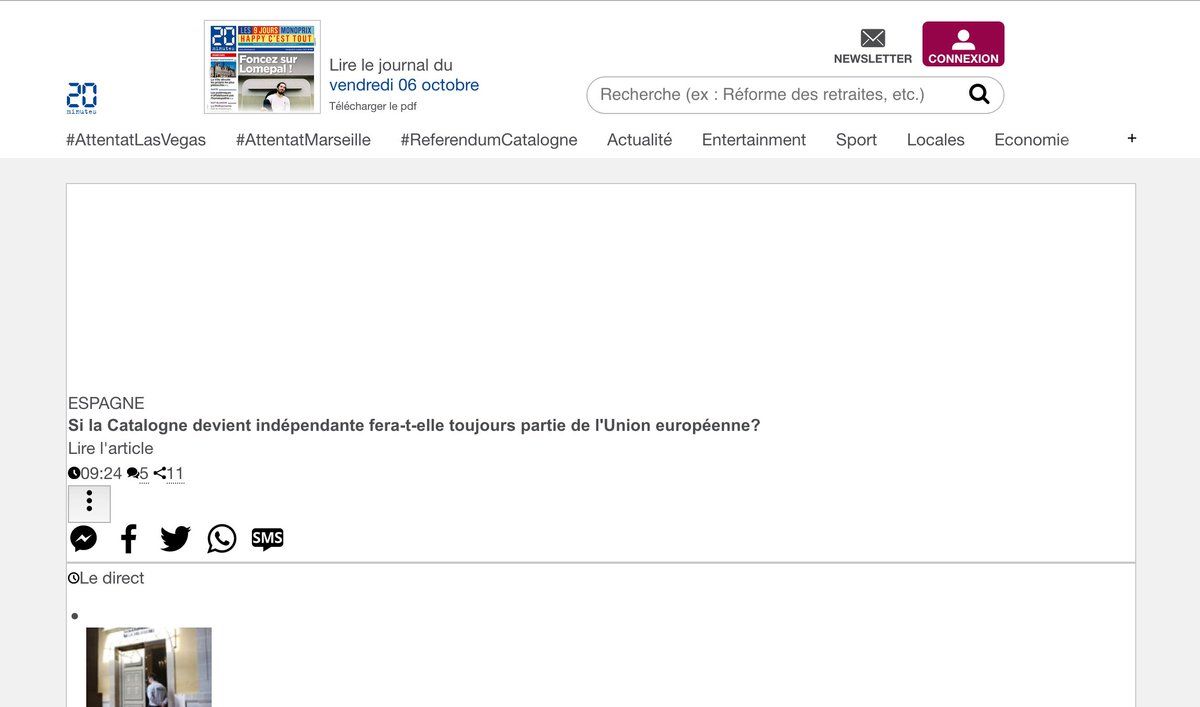 20
minutes
LES 9 JOURS MONOPRIX
HAPPY C'EST TOUT
20
minutes
Foncez sur
Lomepal !
Lire le journal du
vendredi 06 octobre
Télécharger le pdf
NEWSLETTER
CONNEXION
Recherche (ex : Réforme des retraites, etc.)
#AttentatLasVegas #AttentatMarseille #ReferendumCatalogne Actualité Entertainment Sport Locales Economie +
ESPAGNE
Si la Catalogne devient indépendante fera-t-elle toujours partie de l'Union européenne?
Lire l'article
09:24 5 11
SMS
Le direct